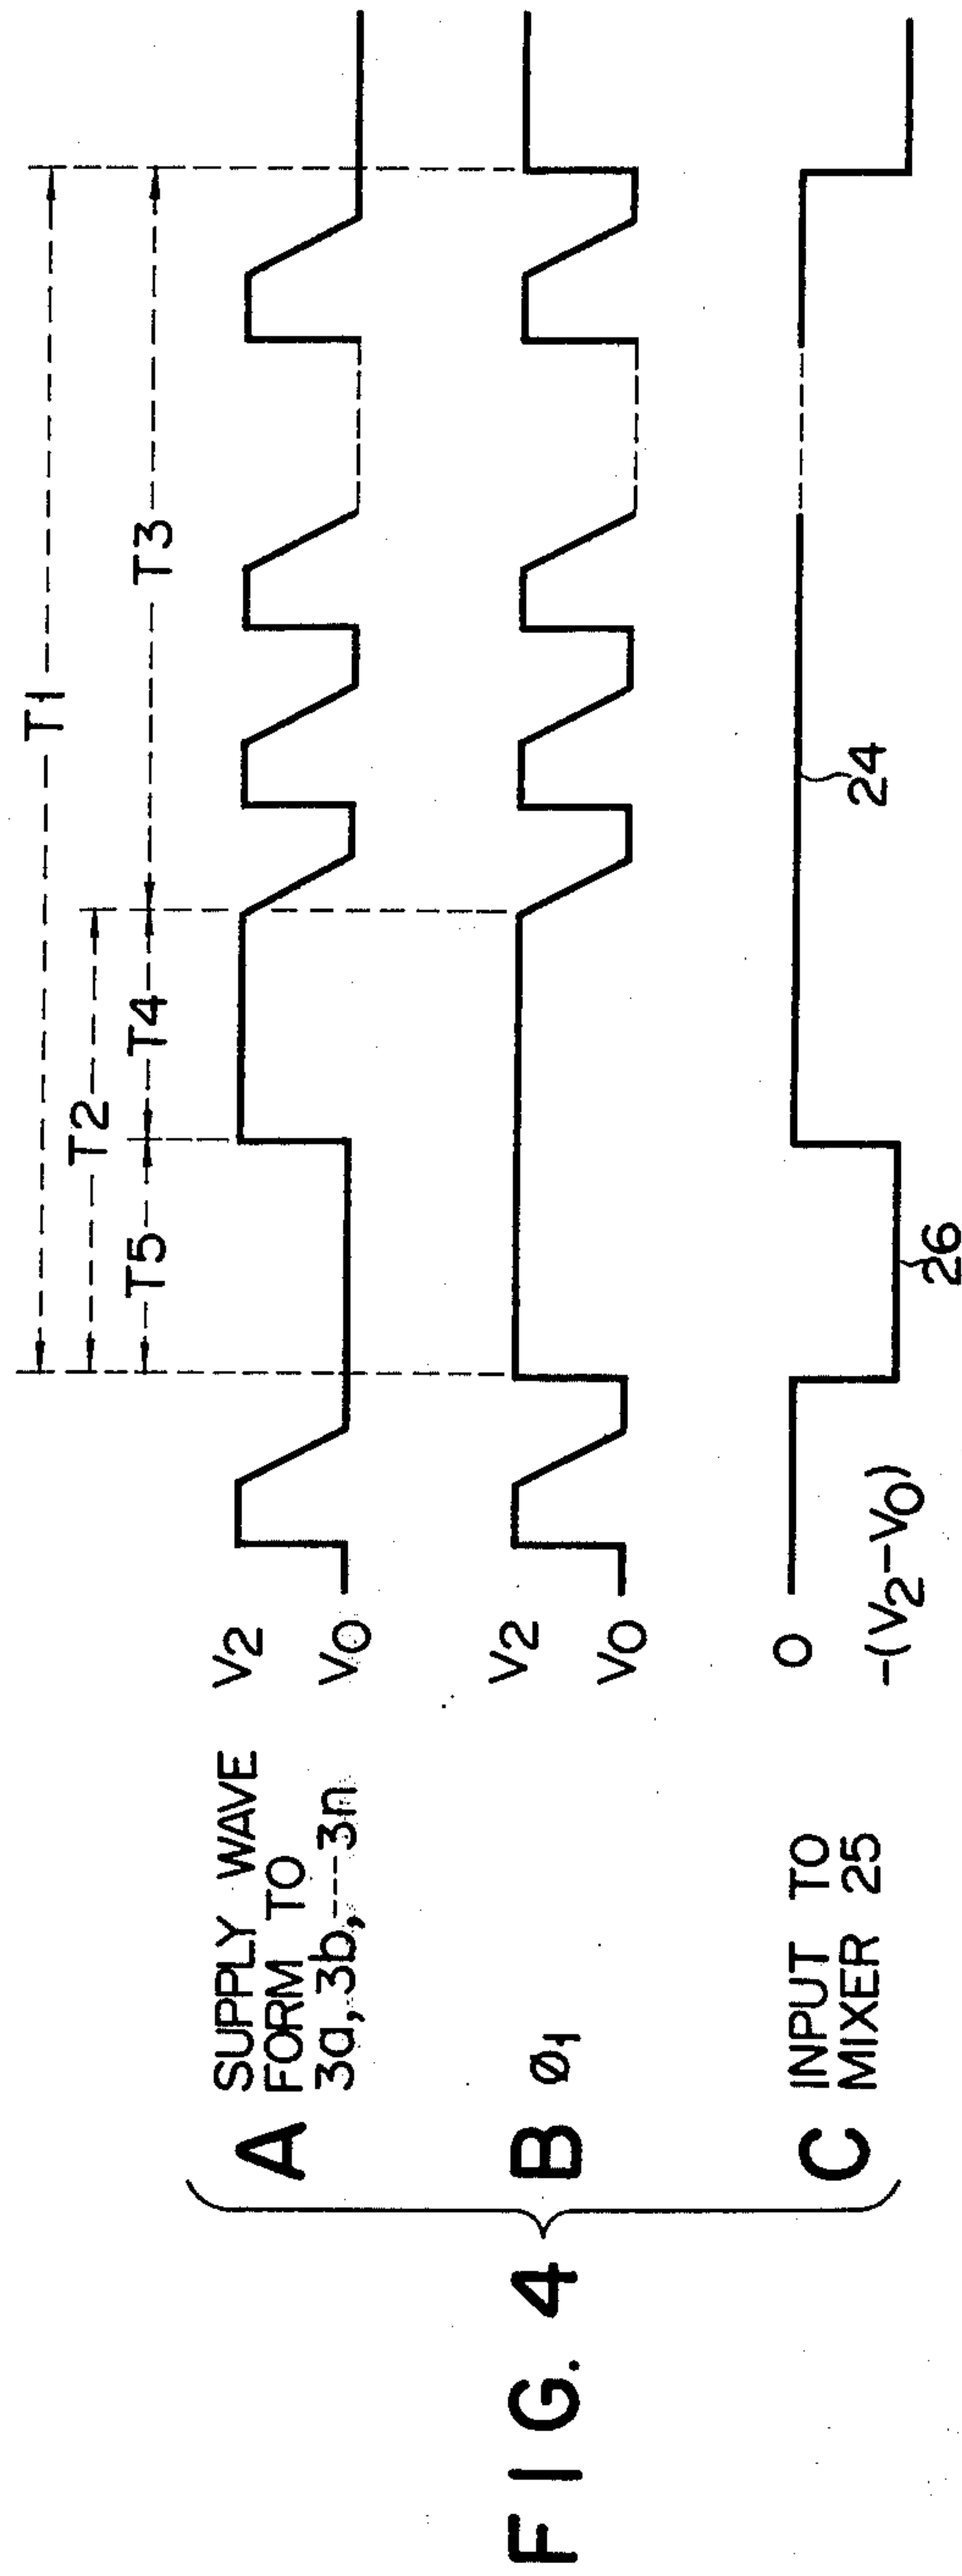 T1
T2
T5 T4 T3
A SUPPLY WAVE
FORM TO
3a, 3b, ---3n
V2
V0
FIG. 4
B ø1
V2
V0
C INPUT TO
MIXER 25
0
-(V2-V0)
26
24